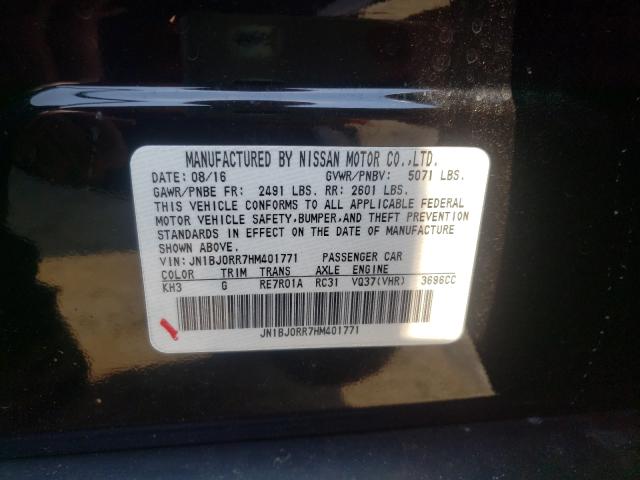 MANUFACTURED BY NISSAN MOTOR CO.,LTD.
DATE: 08/16 GVWR/PNBV: 5071 LBS.
GAWR/PNBE FR: 2491 LBS. RR: 2601 LBS.
THIS VEHICLE CONFORMS TO ALL APPLICABLE FEDERAL
MOTOR VEHICLE SAFETY,BUMPER,AND THEFT PREVENTION
STANDARDS IN EFFECT ON THE DATE OF MANUFACTURE
SHOWN ABOVE.
VIN: JN1BJ0RR7HM401771 PASSENGER CAR
COLOR TRIM TRANS AXLE ENGINE
KH3 G RE7R01A RC31 VQ37(VHR) 3696CC
JN1BJ0RR7HM401771